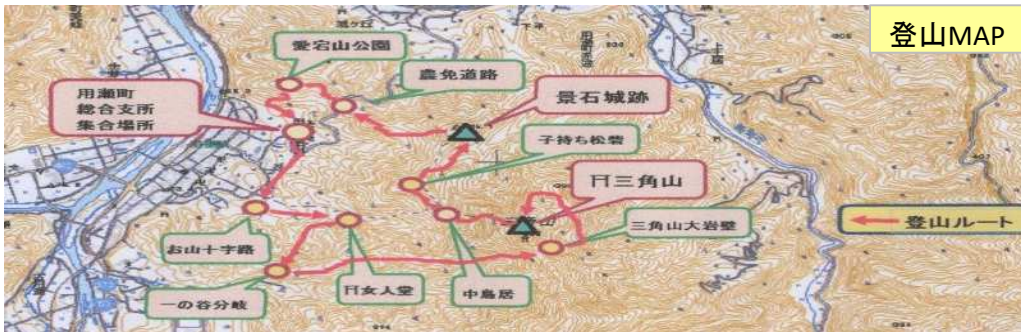 登山MAP
愛宕山公園
農免道路
用瀬町
総合支所
集合場所
景石城跡
子持ち松砦
⛩三角山
三角山大岩壁
登山ルート
お山十字路
一の谷分岐
⛩女人堂
中鳥居